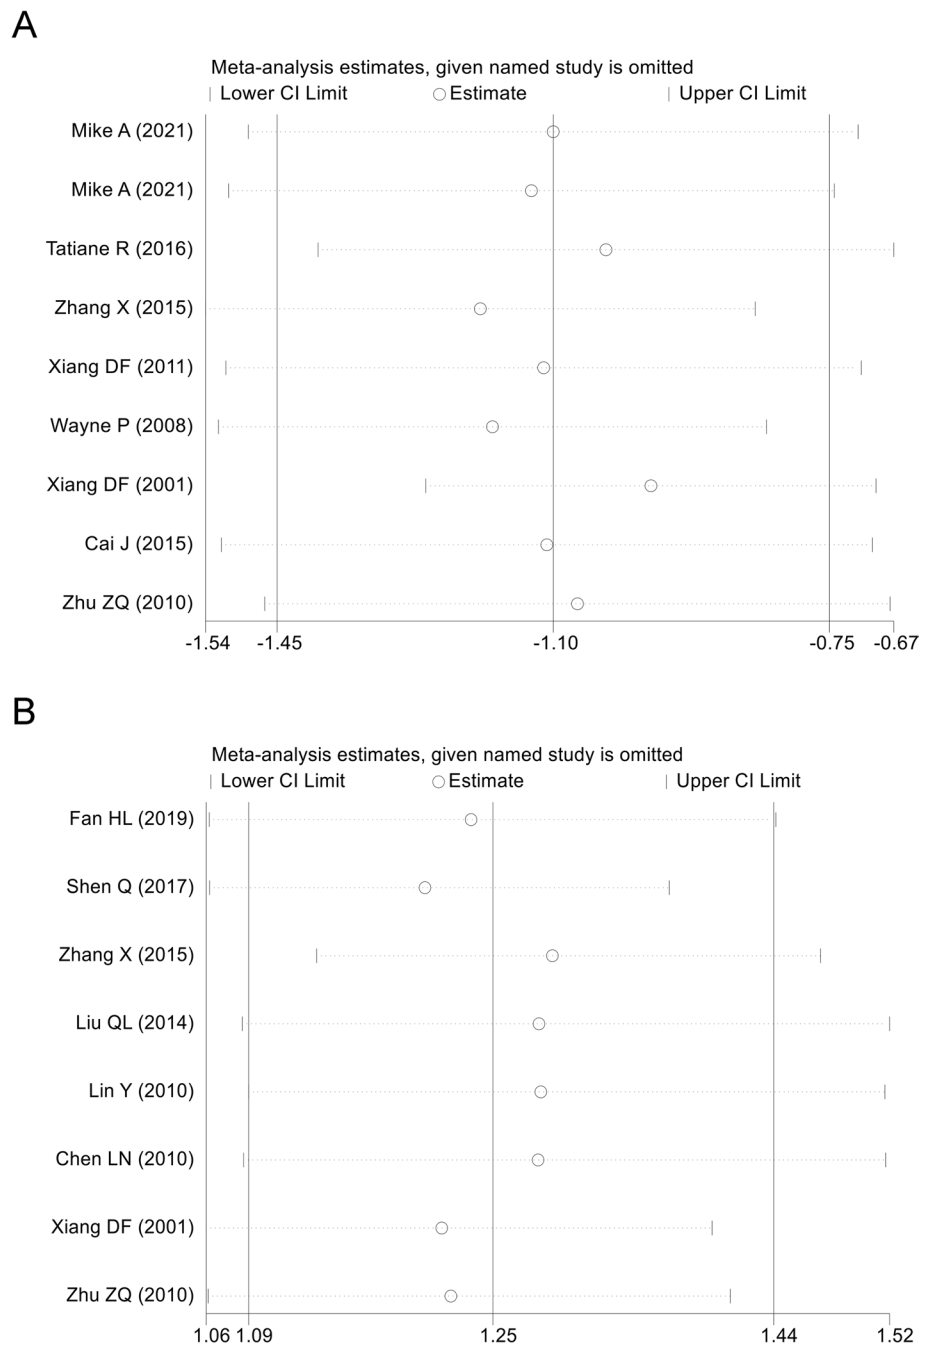 A
Meta-analysis estimates, given named study is omitted
Lower CI Limit Estimate Upper CI Limit
Mike A (2021)
Mike A (2021)
Tatiane R (2016)
Zhang X (2015)
Xiang DF (2011)
Wayne P (2008)
Xiang DF (2001)
Cai J (2015)
Zhu ZQ (2010)
-1.54 -1.45 -1.10 -0.75 -0.67
B
Meta-analysis estimates, given named study is omitted
Lower CI Limit Estimate Upper CI Limit
Fan HL (2019)
Shen Q (2017)
Zhang X (2015)
Liu QL (2014)
Lin Y (2010)
Chen LN (2010)
Xiang DF (2001)
Zhu ZQ (2010)
1.06 1.09 1.25 1.44 1.52